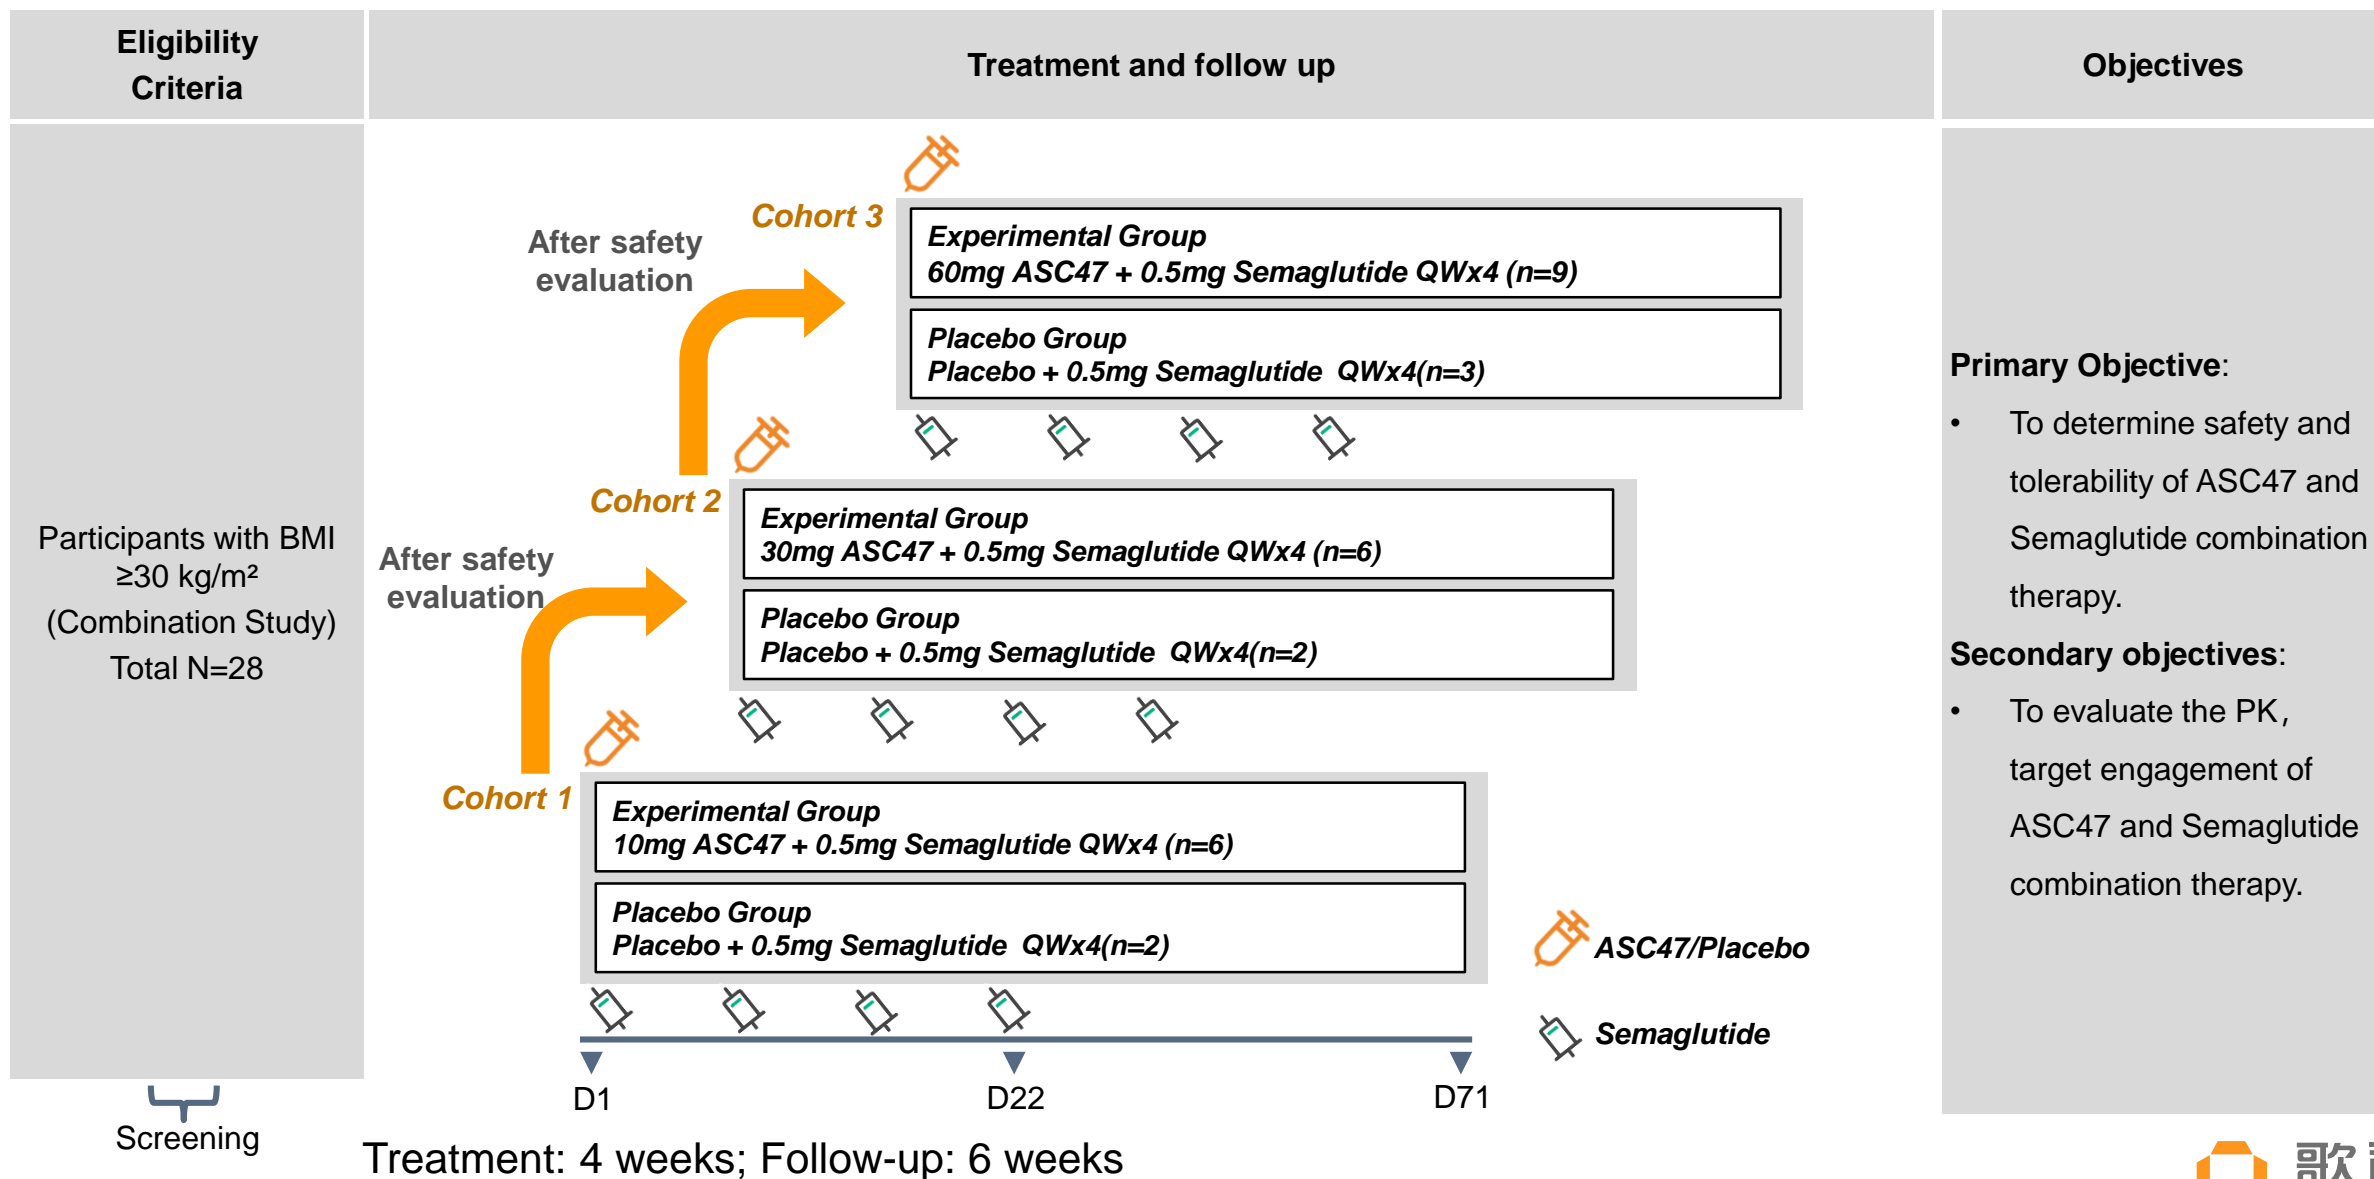 Eligibility
Criteria
Treatment and follow up
Objectives
Participants with BMI
≥30 kg/m²
(Combination Study)
Total N=28
Screening
Cohort 3
After safety
evaluation
Experimental Group
60mg ASC47 + 0.5mg Semaglutide QWx4 (n=9)
Placebo Group
Placebo + 0.5mg Semaglutide QWx4(n=3)
Cohort 2
After safety
evaluation
Experimental Group
30mg ASC47 + 0.5mg Semaglutide QWx4 (n=6)
Placebo Group
Placebo + 0.5mg Semaglutide QWx4(n=2)
Cohort 1
Experimental Group
10mg ASC47 + 0.5mg Semaglutide QWx4 (n=6)
Placebo Group
Placebo + 0.5mg Semaglutide QWx4(n=2)
ASC47/Placebo
Semaglutide
D1
D22
D71
Treatment: 4 weeks; Follow-up: 6 weeks
Primary Objective:
• To determine safety and
tolerability of ASC47 and
Semaglutide combination
therapy.
Secondary objectives:
• To evaluate the PK,
target engagement of
ASC47 and Semaglutide
combination therapy.
歌